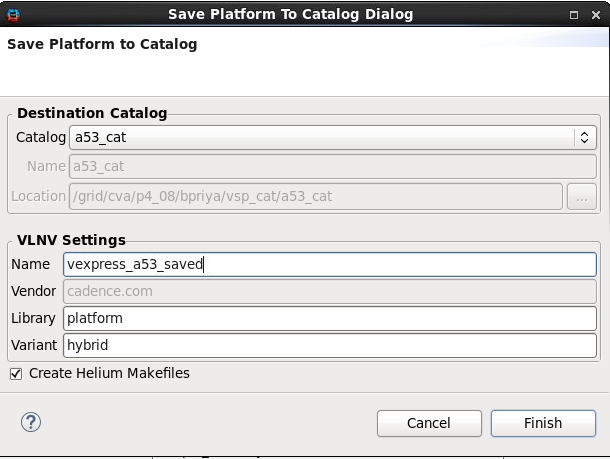 Save Platform To Catalog Dialog
Save Platform to Catalog
Destination Catalog
Catalog a53_cat
Name a53_cat
Location /grid/cva/p4_08/bpriya/vsp_cat/a53_cat ...
VLNV Settings
Name vexpress_a53_saved
Vendor cadence.com
Library platform
Variant hybrid
Create Helium Makefiles
? Cancel Finish